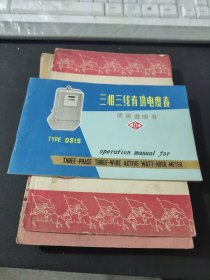 三相三线有功电度表
使用说明书
TYPE DS15
operation manual for
THREE-PHASE THREE-WIRE ACTIVE WATT-HOUR METER